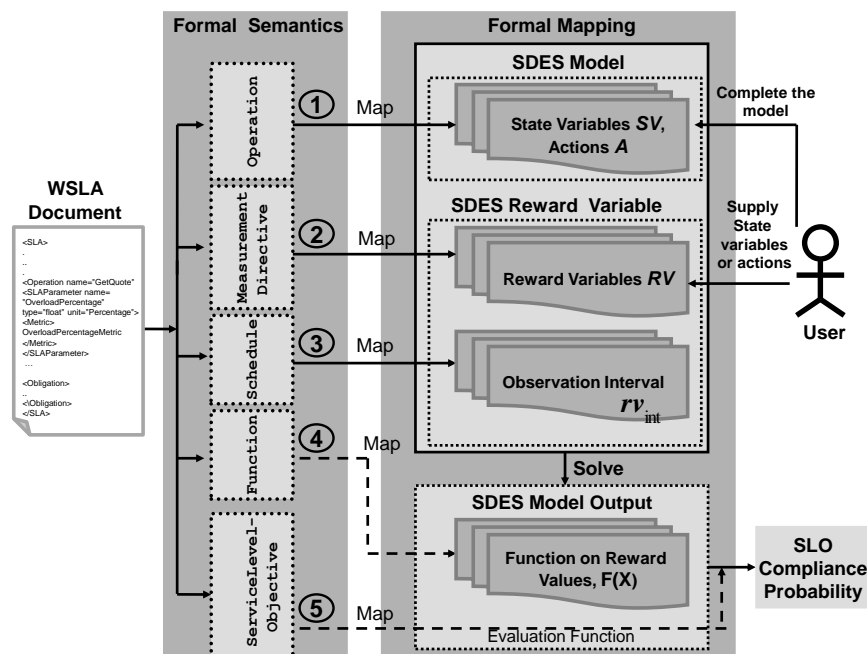 Formal Semantics
Formal Mapping
SDES Model
Operation
1
Map
State Variables SV,
Actions A
Complete the
model
WSLA
Document
<SLA>
.
..
.
<Operation name="GetQuote"
<SLAParameter name=
"OverloadPercentage"
type="float" unit="Percentage">
<Metric>
OverloadPercentageMetric
</Metric>
</SLAParameter>
...
<Obligation>
..
<\Obligation>
</SLA>
Measurement
Directive
2
Map
SDES Reward Variable
Reward Variables RV
Supply
State
variables
or actions
User
Schedule
3
Map
Observation Interval
rv int
Function
4
Map
Solve
SDES Model Output
Function on Reward
Values, F(X)
SLO
Compliance
Probability
ServiceLevel-
Objective
5
Map
Evaluation Function